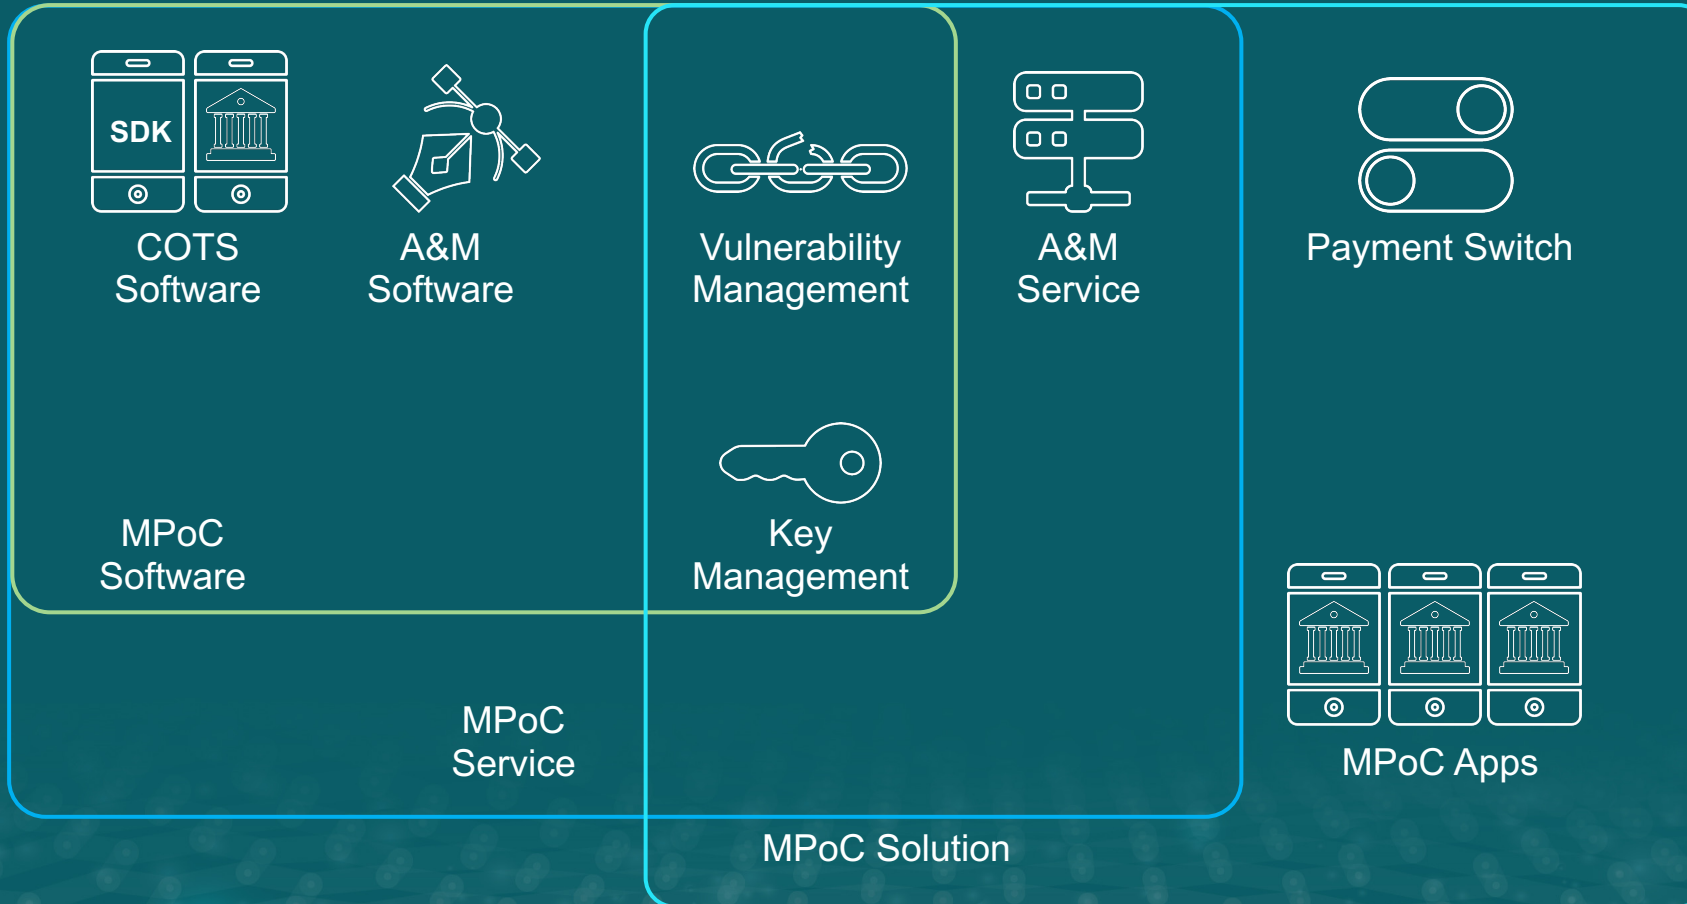 SDK
COTS
Software
A&M
Software
Vulnerability
Management
A&M
Service
Payment Switch
MPoC
Software
Key
Management
MPoC
Service
MPoC Apps
MPoC Solution